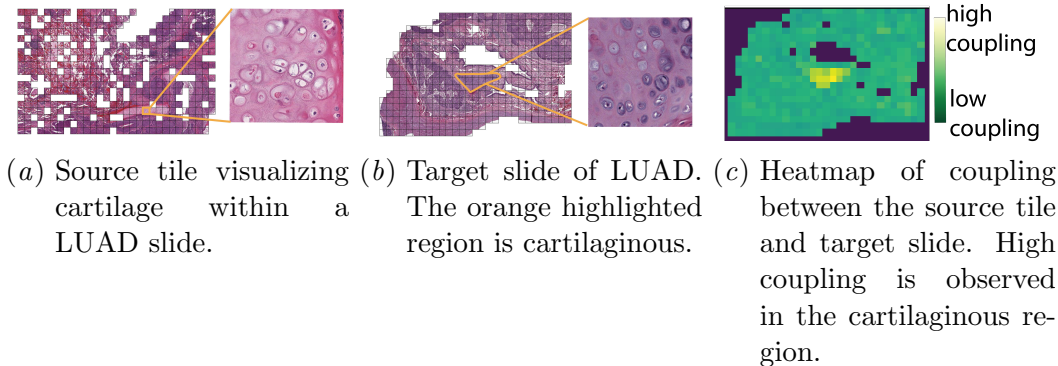 high
coupling
low
coupling
(a) Source tile visualizing
cartilage within a
LUAD slide.
(b) Target slide of LUAD.
The orange highlighted
region is cartilaginous.
(c) Heatmap of coupling
between the source tile
and target slide. High
coupling is observed
in the cartilaginous re-
gion.